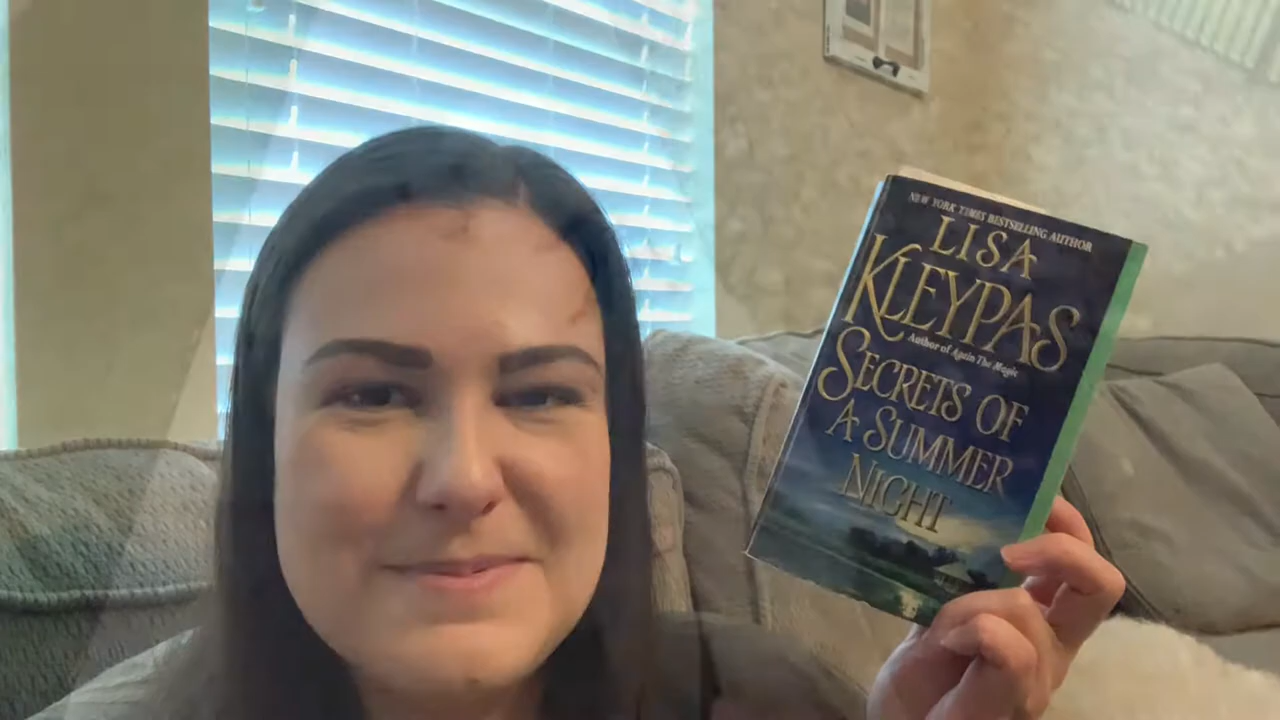 NEW YORK TIMES BESTSELLING AUTHOR
LISA
KLEYPAS
Author of Again The Magic
SECRETS OF
A SUMMER
NIGHT